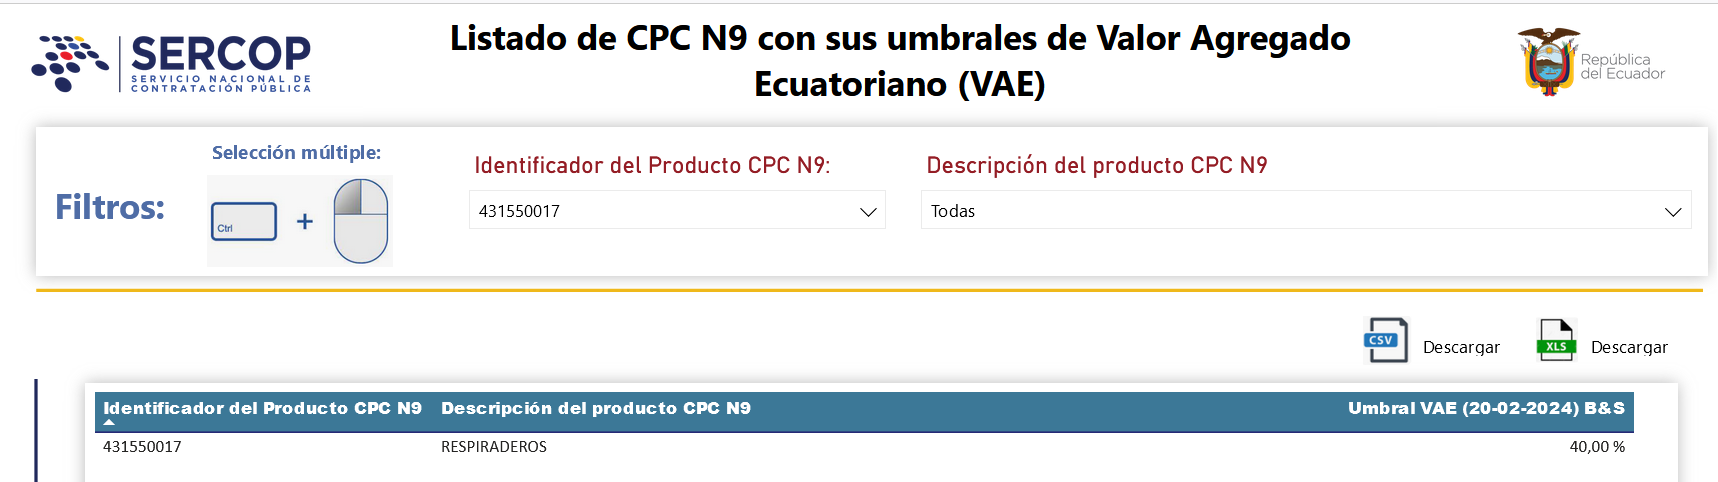 SERCOP
SERVICIO NACIONAL DE
CONTRATACIÓN PÚBLICA
Listado de CPC N9 con sus umbrales de Valor Agregado
Ecuatoriano (VAE)
República
del Ecuador
Filtros:
Selección múltiple:
Ctrl
+
Identificador del Producto CPC N9:
431550017
Descripción del producto CPC N9
Todas
CSV
Descargar
XLS
Descargar
Identificador del Producto CPC N9 Descripción del producto CPC N9 Umbral VAE (20-02-2024) B&S
431550017 RESPIRADEROS 40,00 %